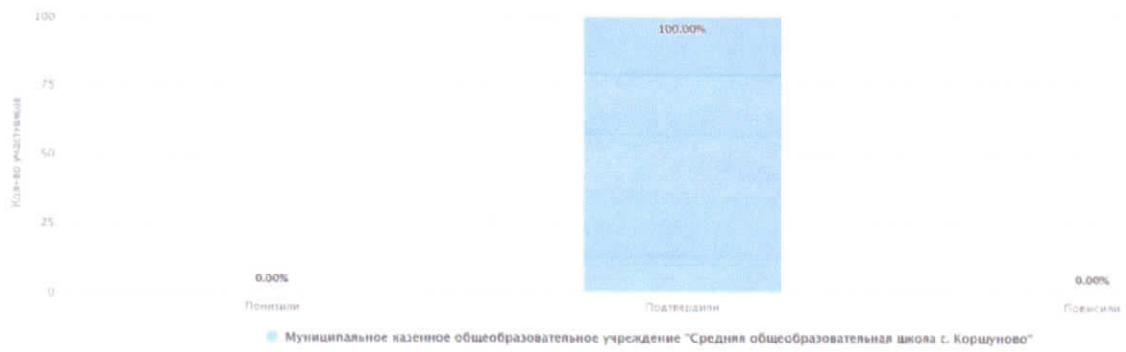 100
100.00%
75
Кол-во участников
50
25
0.00%
0.00%
0
Понизили
Подтвердили
Повысили
Муниципальное казенное общеобразовательное учреждение "Средняя общеобразовательная школа с. Коршуново"